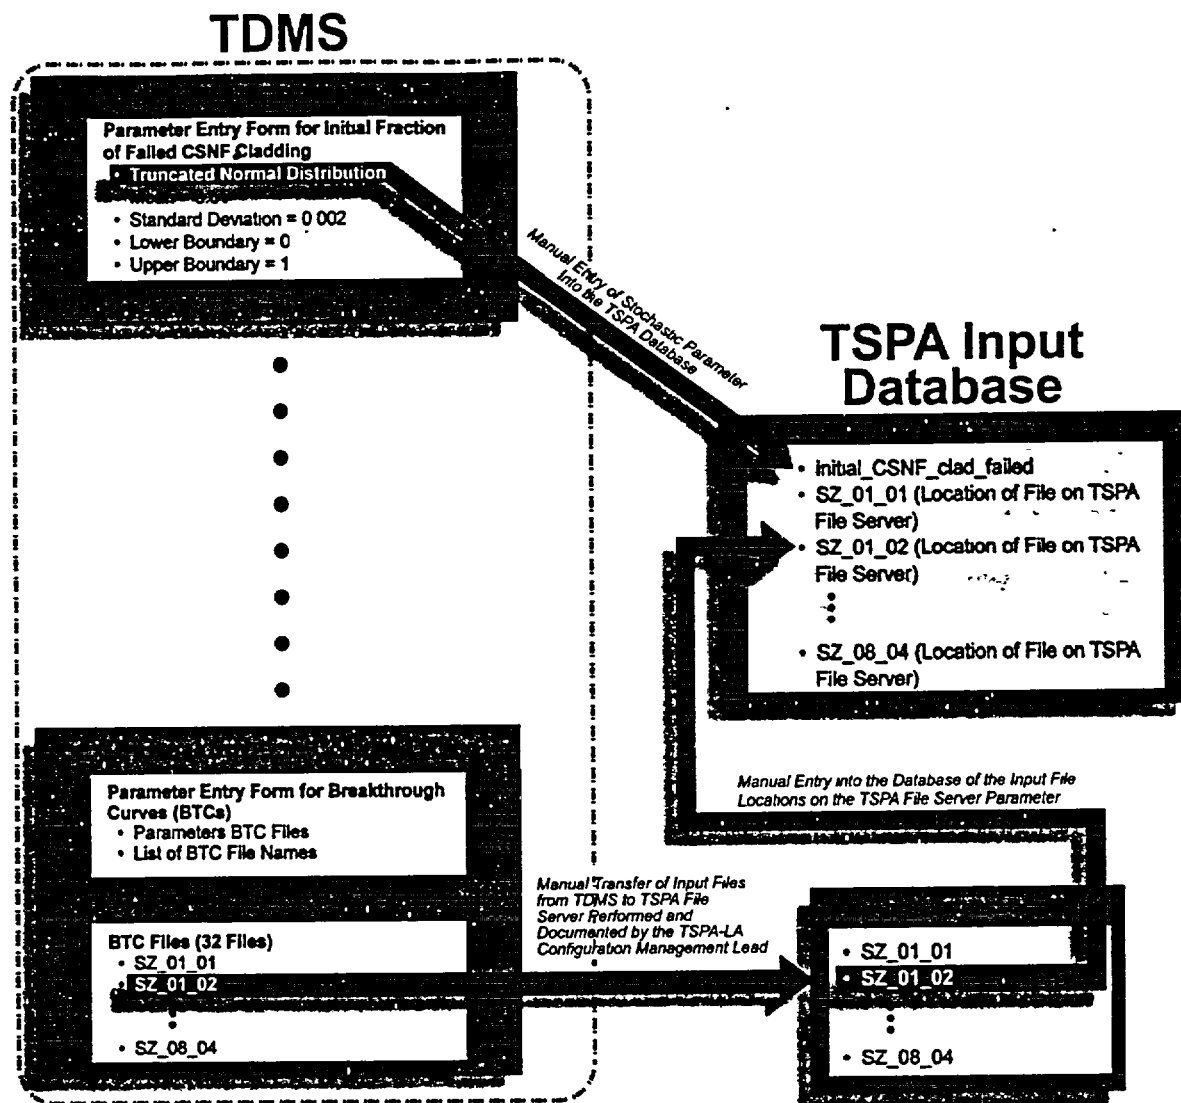 TDMS
Parameter Entry Form for Initial Fraction
of Failed CSNF Cladding
• Truncated Normal Distribution
• Standard Deviation = 0 002
• Lower Boundary = 0
• Upper Boundary = 1
Manual Entry of Stochastic Parameter
Into the TSPA Database
TSPA Input
Database
• initial_CSNF_clad_failed
• SZ_01_01 (Location of File on TSPA
File Server)
• SZ_01_02 (Location of File on TSPA
File Server)
• SZ_08_04 (Location of File on TSPA
File Server)
Parameter Entry Form for Breakthrough
Curves (BTCs)
• Parameters BTC Files
• List of BTC File Names
BTC Files (32 Files)
• SZ_01_01
• SZ_01_02
• SZ_08_04
Manual Transfer of Input Files
from TDMS to TSPA File
Server Rerformed and
Documented by the TSPA-LA
Configuration Management Lead
Manual Entry into the Database of the Input File
Locations on the TSPA File Server Parameter
• SZ_01_01
• SZ_01_02
• SZ_08_04